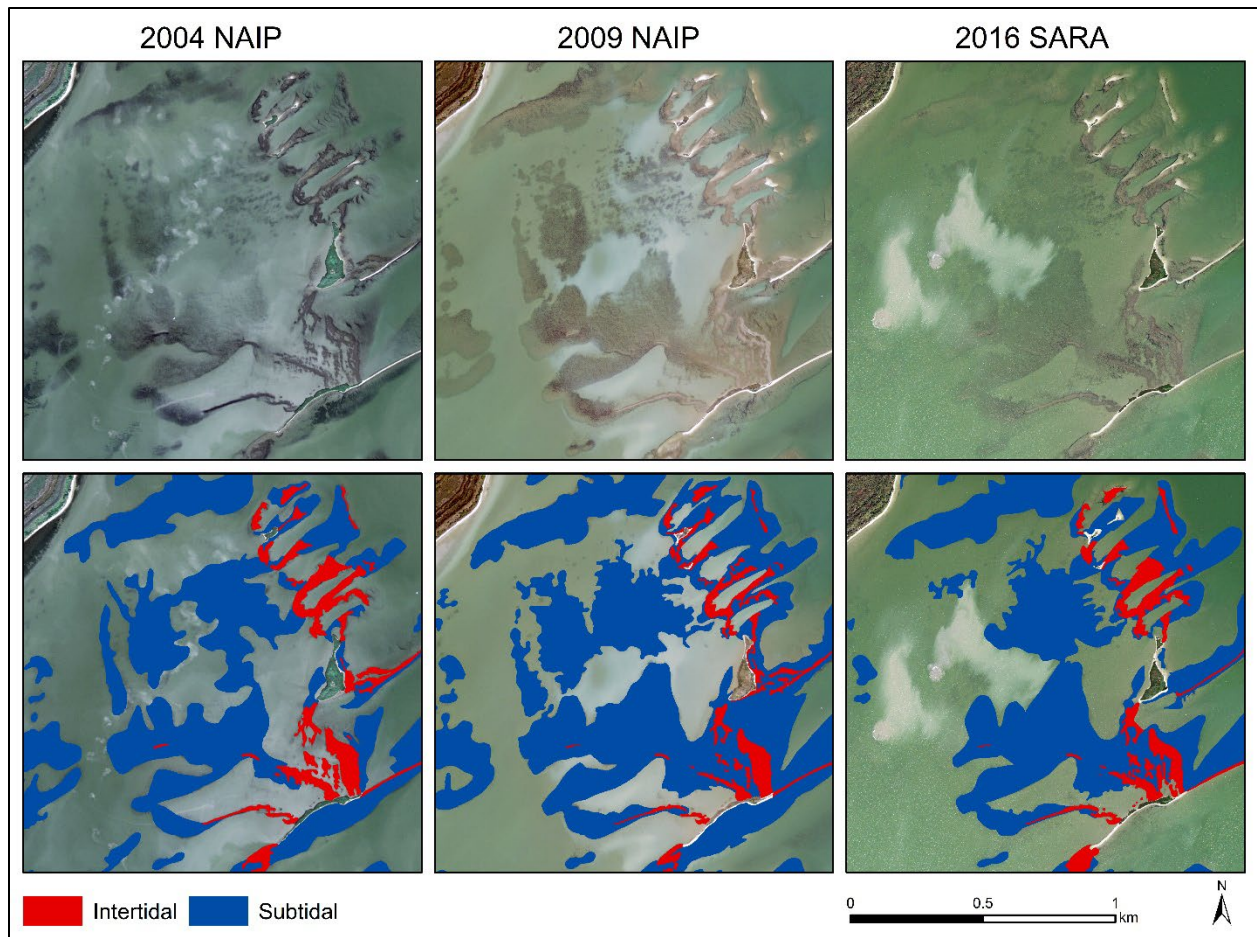 2004 NAIP
2009 NAIP
2016 SARA
Intertidal
Subtidal
0 0.5 1
km
N